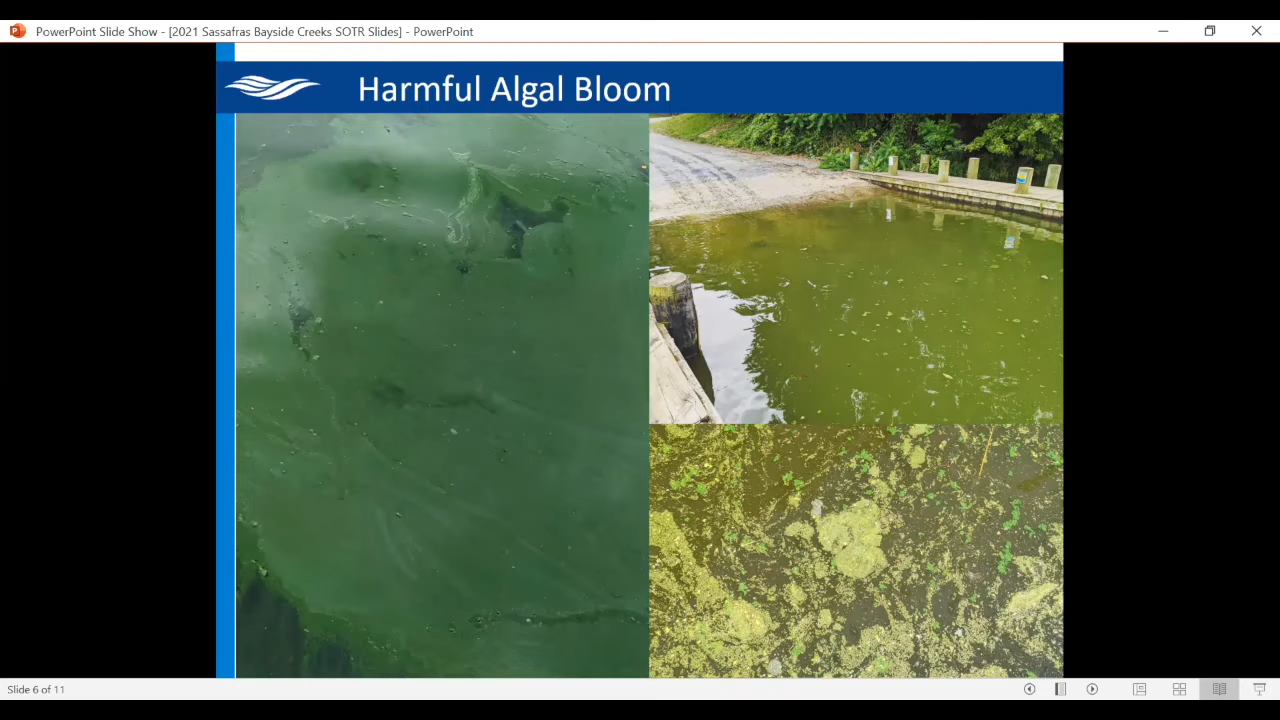 PowerPoint Slide Show - [2021 Sassafras Bayside Creeks SOTR Slides] - PowerPoint
Harmful Algal Bloom
Slide 6 of 11